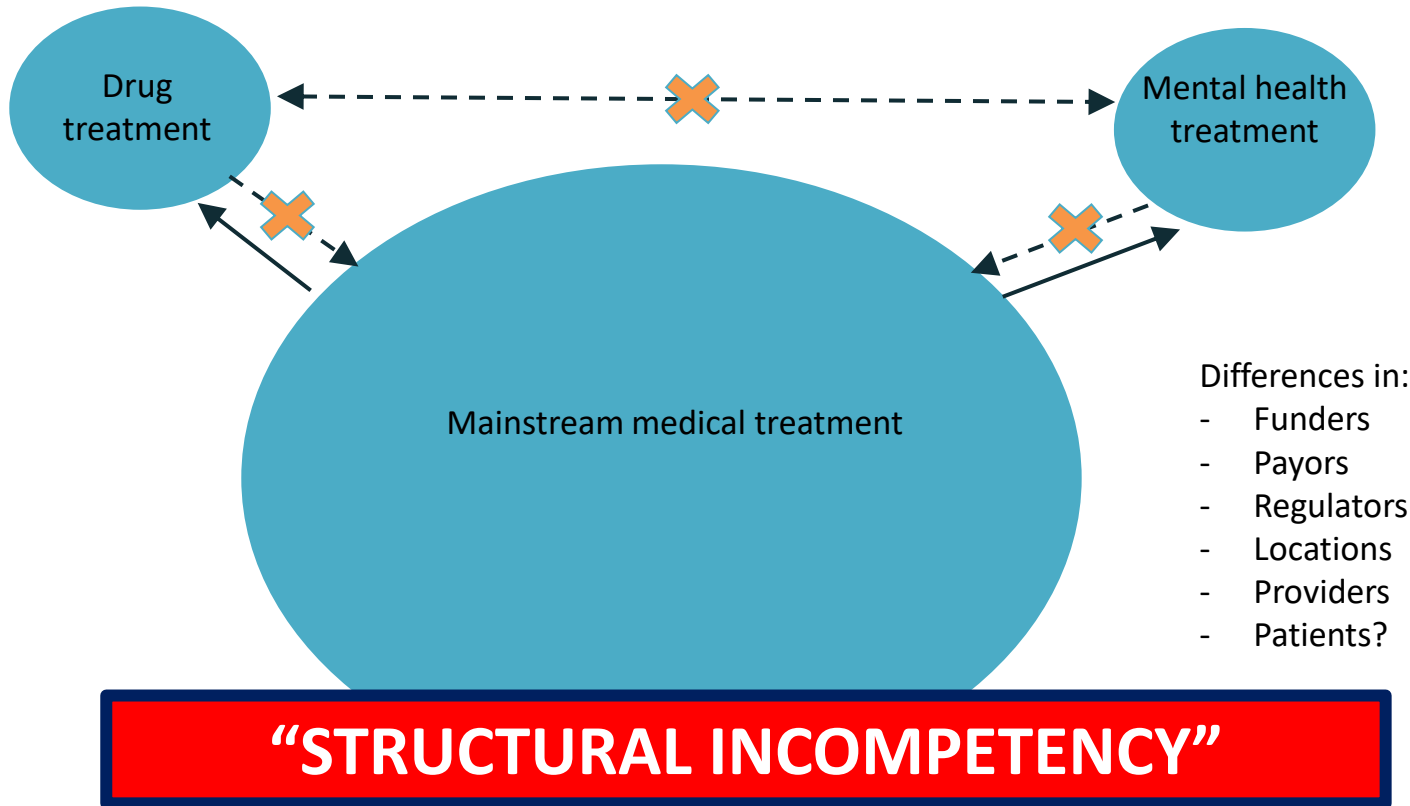 Drug
treatment
Mental health
treatment
Mainstream medical treatment
Differences in:
- Funders
- Payors
- Regulators
- Locations
- Providers
- Patients?
“STRUCTURAL INCOMPETENCY”